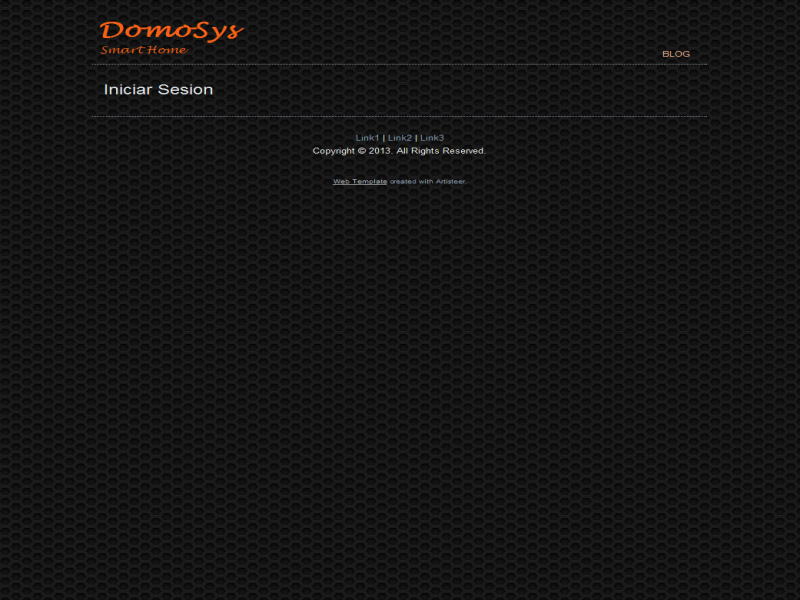 DomoSys
Smart Home
BLOG
Iniciar Sesion
Link1 | Link2 | Link3
Copyright © 2013. All Rights Reserved.
Web Template created with Artisteer.